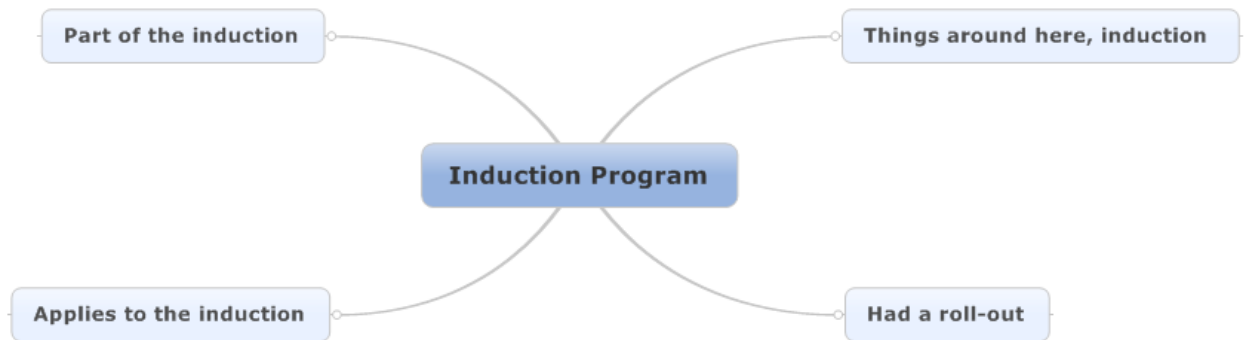 Part of the induction
Things around here, induction
Induction Program
Applies to the induction
Had a roll-out